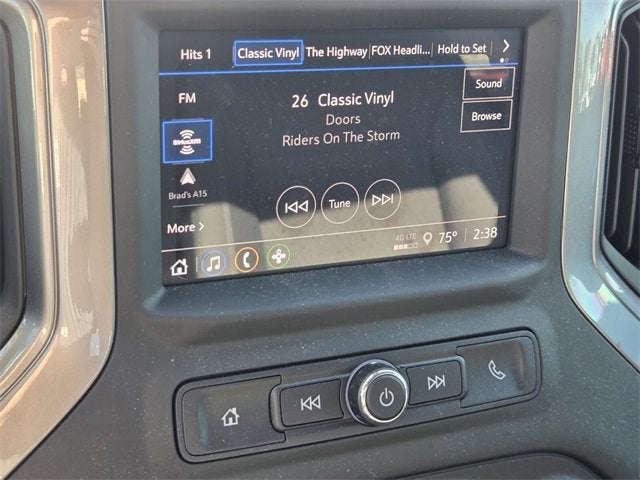 Hits 1 Classic Vinyl The Highway FOX Headli... Hold to Set
FM
26 Classic Vinyl
Doors
Riders On The Storm
Sound
Browse
SiriusXM
Brad's A15
Tune
More
4G LTE 75° 2:38